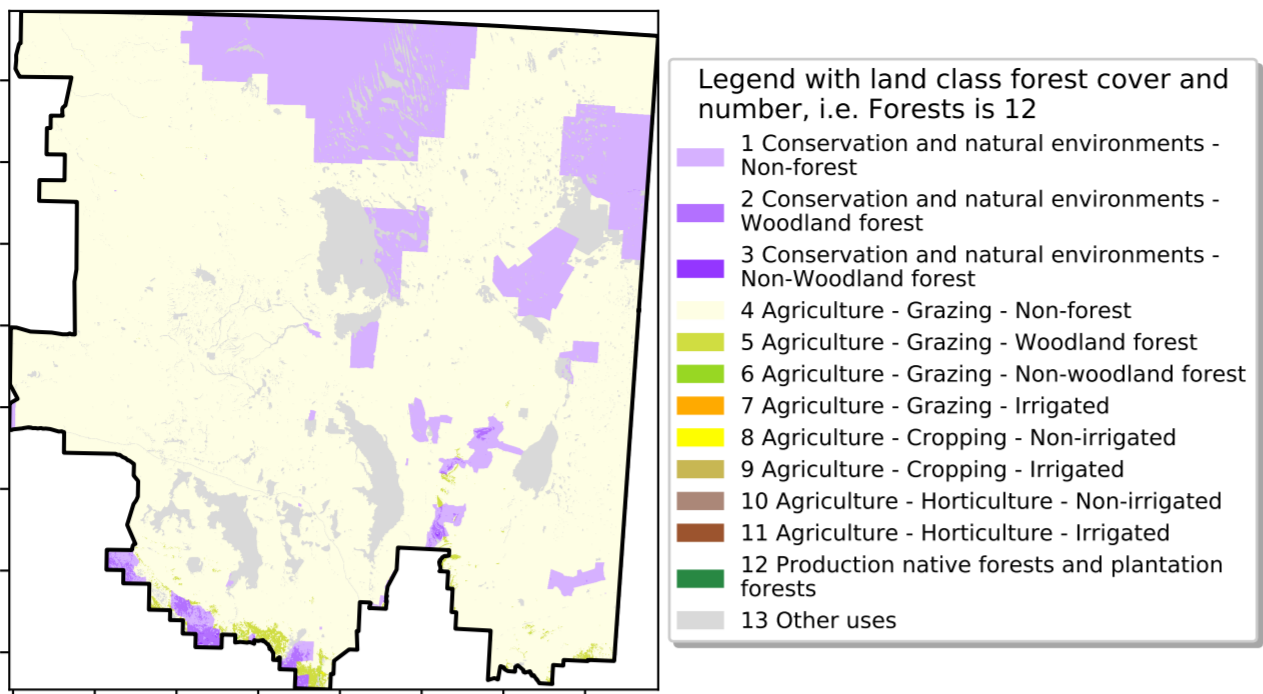 Legend with land class forest cover and
number, i.e. Forests is 12
1 Conservation and natural environments -
Non-forest
2 Conservation and natural environments -
Woodland forest
3 Conservation and natural environments -
Non-Woodland forest
4 Agriculture - Grazing - Non-forest
5 Agriculture - Grazing - Woodland forest
6 Agriculture - Grazing - Non-woodland forest
7 Agriculture - Grazing - Irrigated
8 Agriculture - Cropping - Non-irrigated
9 Agriculture - Cropping - Irrigated
10 Agriculture - Horticulture - Non-irrigated
11 Agriculture - Horticulture - Irrigated
12 Production native forests and plantation
forests
13 Other uses